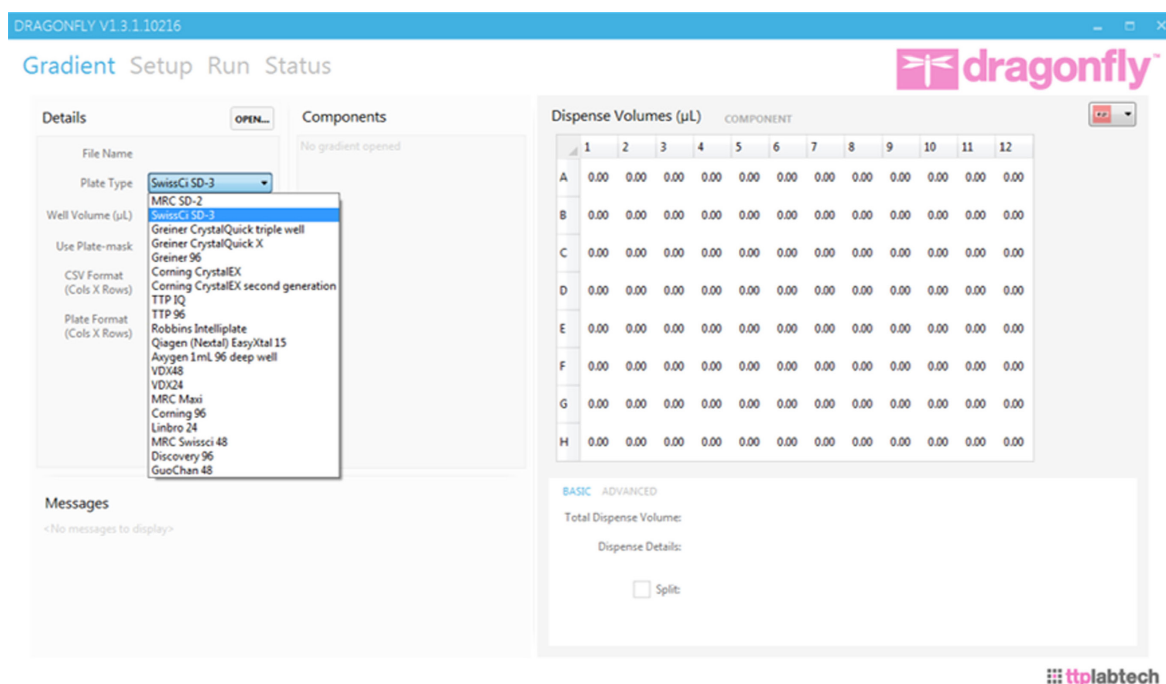 DRAGONFLY V1.3.1.10216
Gradient Setup Run Status
dragonfly™
Details
OPEN...
File Name
Plate Type
SwissCi SD-3
Well Volume (µL)
Use Plate-mask
CSV Format
(Cols X Rows)
Plate Format
(Cols X Rows)
MRC SD-2
SwissCi SD-3
Greiner CrystalQuick triple well
Greiner CrystalQuick X
Greiner 96
Corning CrystalEX
Corning CrystalEX second generation
TTP IQ
TTP 96
Robbins Intelliplate
Qiagen (Nextal) EasyXtal 15
Axygen 1mL 96 deep well
VDX48
VDX24
MRC Maxi
Corning 96
Linbro 24
MRC Swissci 48
Discovery 96
GuoChan 48
Components
No gradient opened
Messages
<No messages to display>
Dispense Volumes (µL) COMPONENT
1 2 3 4 5 6 7 8 9 10 11 12
A 0.00 0.00 0.00 0.00 0.00 0.00 0.00 0.00 0.00 0.00 0.00 0.00
B 0.00 0.00 0.00 0.00 0.00 0.00 0.00 0.00 0.00 0.00 0.00 0.00
C 0.00 0.00 0.00 0.00 0.00 0.00 0.00 0.00 0.00 0.00 0.00 0.00
D 0.00 0.00 0.00 0.00 0.00 0.00 0.00 0.00 0.00 0.00 0.00 0.00
E 0.00 0.00 0.00 0.00 0.00 0.00 0.00 0.00 0.00 0.00 0.00 0.00
F 0.00 0.00 0.00 0.00 0.00 0.00 0.00 0.00 0.00 0.00 0.00 0.00
G 0.00 0.00 0.00 0.00 0.00 0.00 0.00 0.00 0.00 0.00 0.00 0.00
H 0.00 0.00 0.00 0.00 0.00 0.00 0.00 0.00 0.00 0.00 0.00 0.00
BASIC ADVANCED
Total Dispense Volume:
Dispense Details:
Split:
ttplabtech